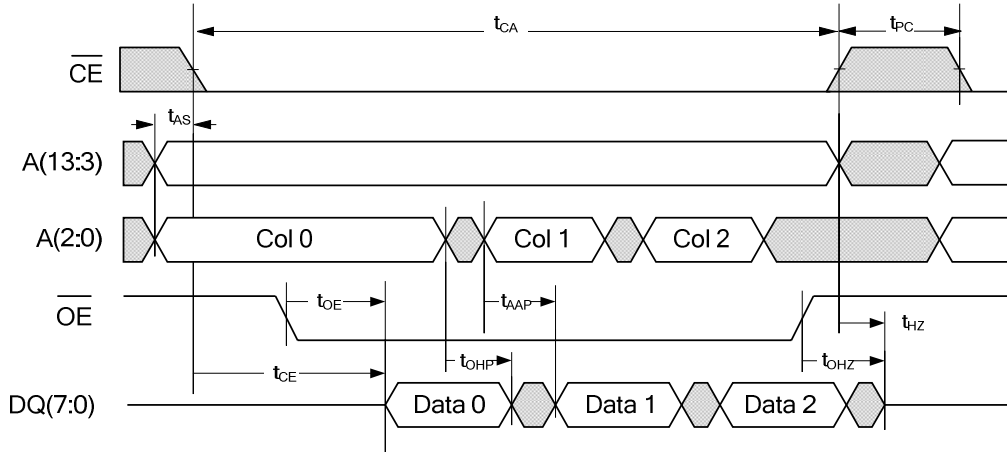 tCA
tPC
CE
tAS
A(13:3)
A(2:0)
Col 0
Col 1
Col 2
OE
tOE
tAAP
tHZ
tCE
tOHP
tOHZ
DQ(7:0)
Data 0
Data 1
Data 2